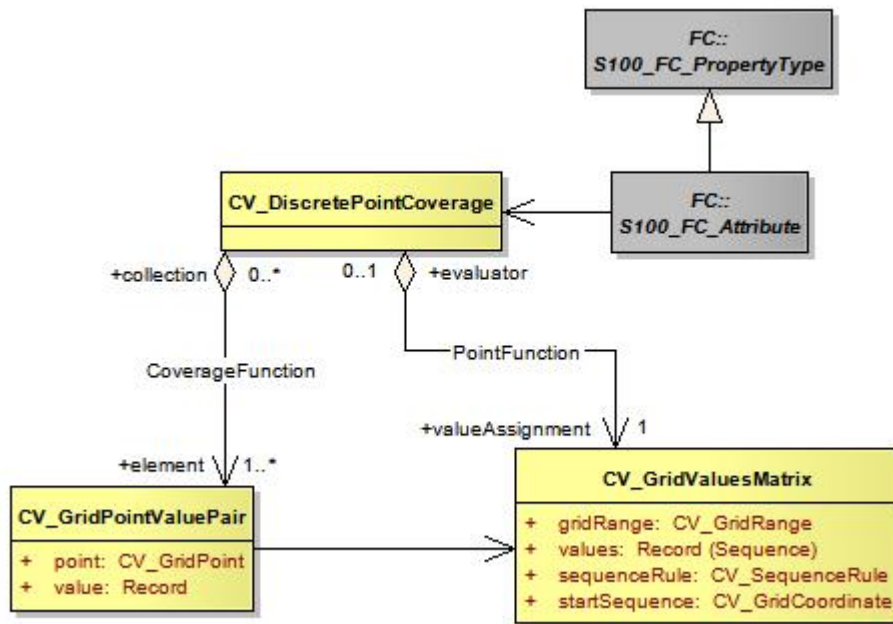 FC::
S100_FC_PropertyType
CV_DiscretePointCoverage
FC::
S100_FC_Attribute
+collection
0..*
0..1
+evaluator
CoverageFunction
PointFunction
+element
1..*
+valueAssignment
1
CV_GridPointValuePair
+ point: CV_GridPoint
+ value: Record
CV_GridValuesMatrix
+ gridRange: CV_GridRange
+ values: Record (Sequence)
+ sequenceRule: CV_SequenceRule
+ startSequence: CV_GridCoordinate